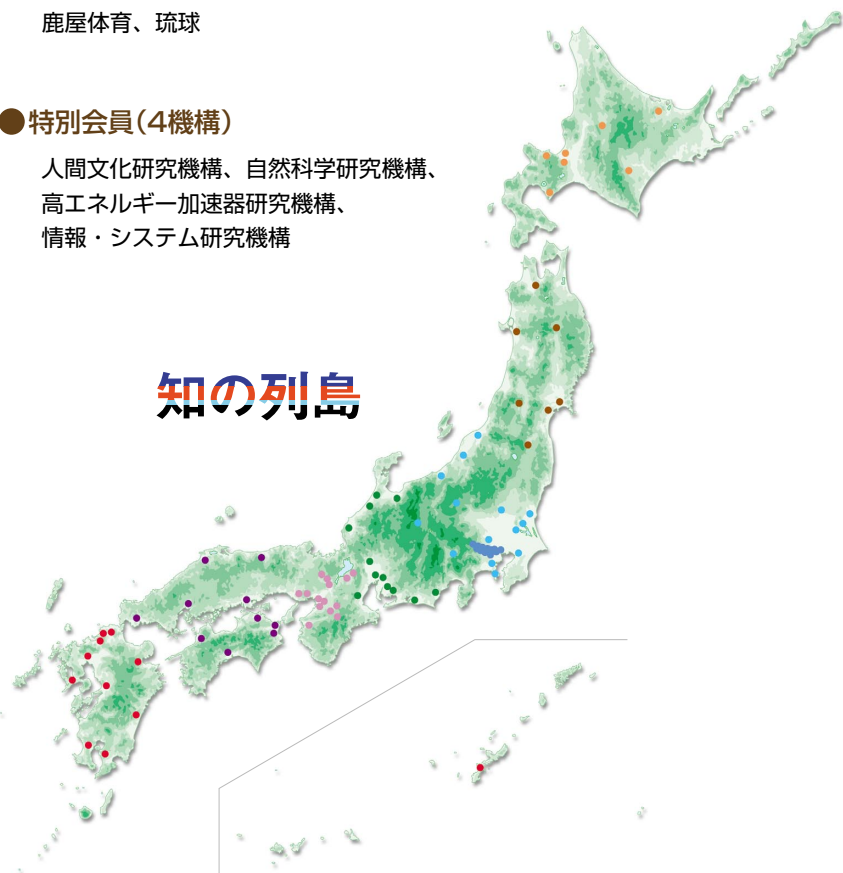 鹿屋体育、琉球
●特別会員（4機構）
人間文化研究機構、自然科学研究機構、
高エネルギー加速器研究機構、
情報・システム研究機構
知の列島